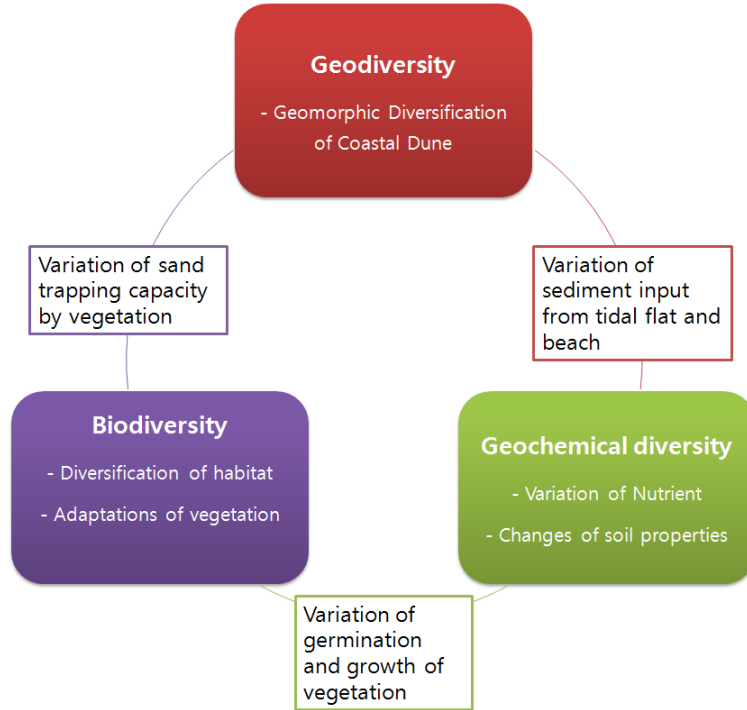 Geodiversity
- Geomorphic Diversification
of Coastal Dune
Variation of sand
trapping capacity
by vegetation
Variation of
sediment input
from tidal flat and
beach
Biodiversity
- Diversification of habitat
- Adaptations of vegetation
Geochemical diversity
- Variation of Nutrient
- Changes of soil properties
Variation of
germination
and growth of
vegetation